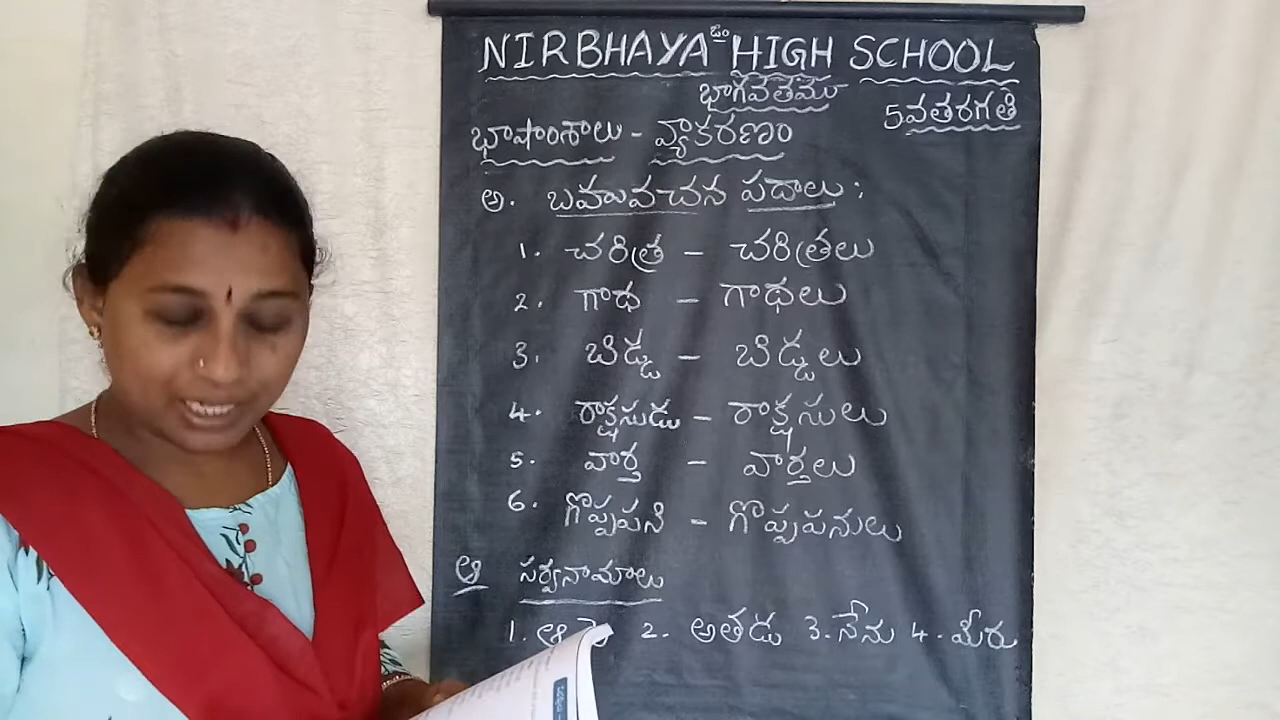 ఓం
NIRBHAYA HIGH SCHOOL
భాగవతము
5వతరగతి
భాషాంశాలు - వ్యాకరణం
అ. బహువచన పదాలు:
1. చరిత్ర - చరిత్రలు
2. గాథ - గాథలు
3. బిడ్డ - బిడ్డలు
4. రాక్షసుడు - రాక్షసులు
5. వార్త - వార్తలు
6. గొప్పపని - గొప్పపనులు
ఆ సర్వనామాలు
1. ఆమె 2. అతడు 3. నేను 4. మీరు